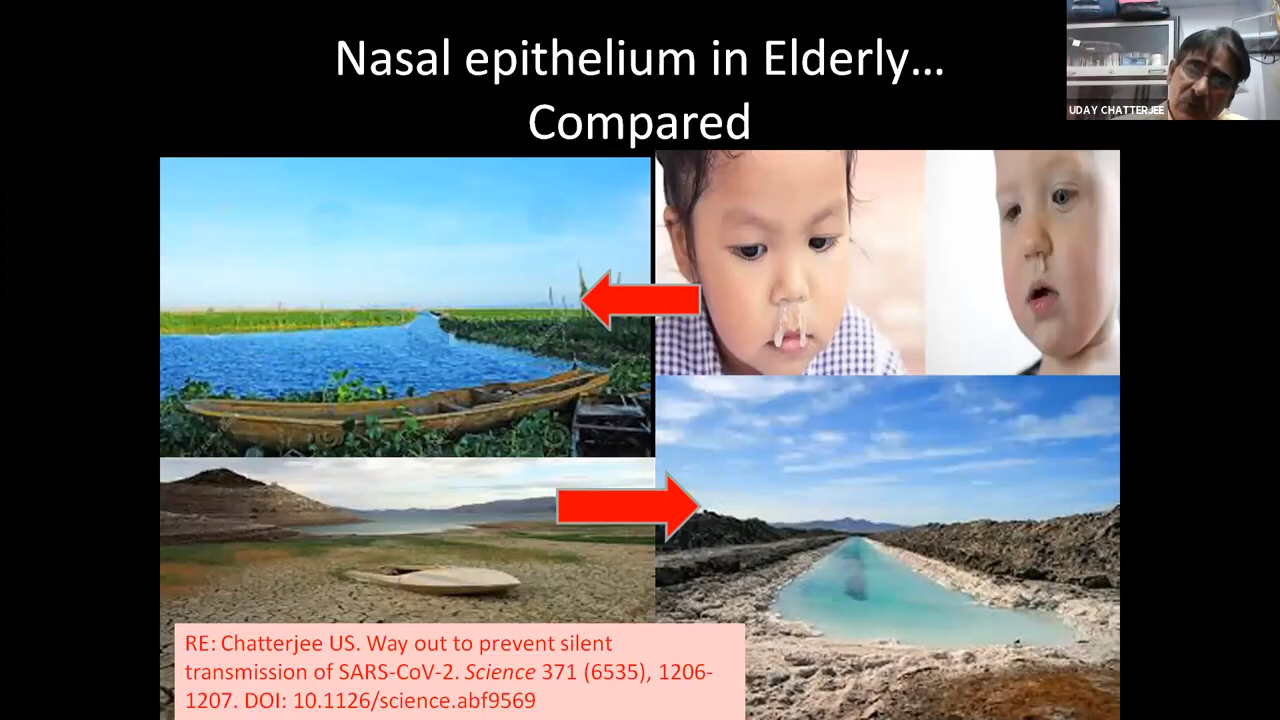 Nasal epithelium in Elderly…
Compared
UDAY CHATTERJEE
RE: Chatterjee US. Way out to prevent silent
transmission of SARS-CoV-2. Science 371 (6535), 1206-
1207. DOI: 10.1126/science.abf9569